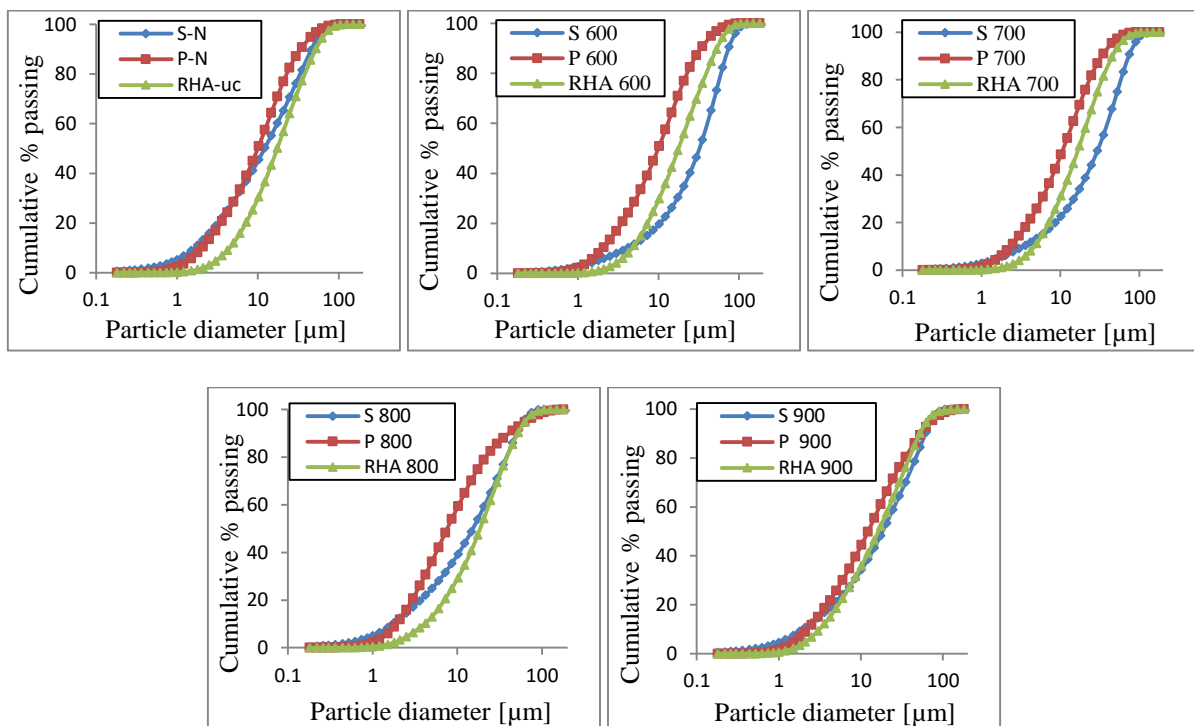 S-N
P-N
RHA-uc
Cumulative % passing
100
80
60
40
20
0
0.1 1 10 100
Particle diameter [µm]
S 600
P 600
RHA 600
Cumulative % passing
100
80
60
40
20
0
0.1 1 10 100
Particle diameter [µm]
S 700
P 700
RHA 700
Cumulative % passing
100
80
60
40
20
0
0.1 1 10 100
Particle diameter [µm]
S 800
P 800
RHA 800
Cumulative % passing
100
80
60
40
20
0
0.1 1 10 100
Particle diameter [µm]
S 900
P 900
RHA 900
Cumulative % passing
100
80
60
40
20
0
0.1 1 10 100
Particle diameter [µm]